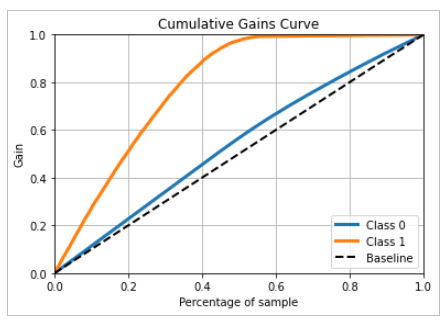 Cumulative Gains Curve
1.0
0.8
0.6
0.4
0.2
0.0
Gain
0.0 0.2 0.4 0.6 0.8 1.0
Percentage of sample
Class 0
Class 1
Baseline